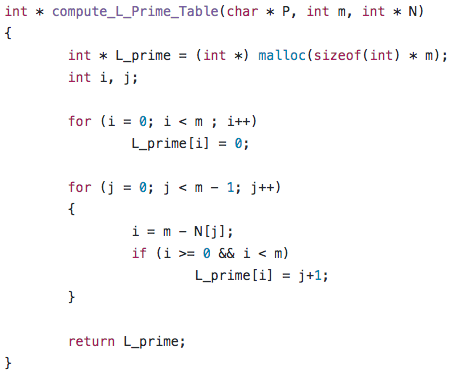 int * compute_L_Prime_Table(char * P, int m, int * N)
{
        int * L_prime = (int *) malloc(sizeof(int) * m);
        int i, j;

        for (i = 0; i < m ; i++)
                L_prime[i] = 0;

        for (j = 0; j < m - 1; j++)
        {
                i = m - N[j];
                if (i >= 0 && i < m)
                        L_prime[i] = j+1;
        }

        return L_prime;
}